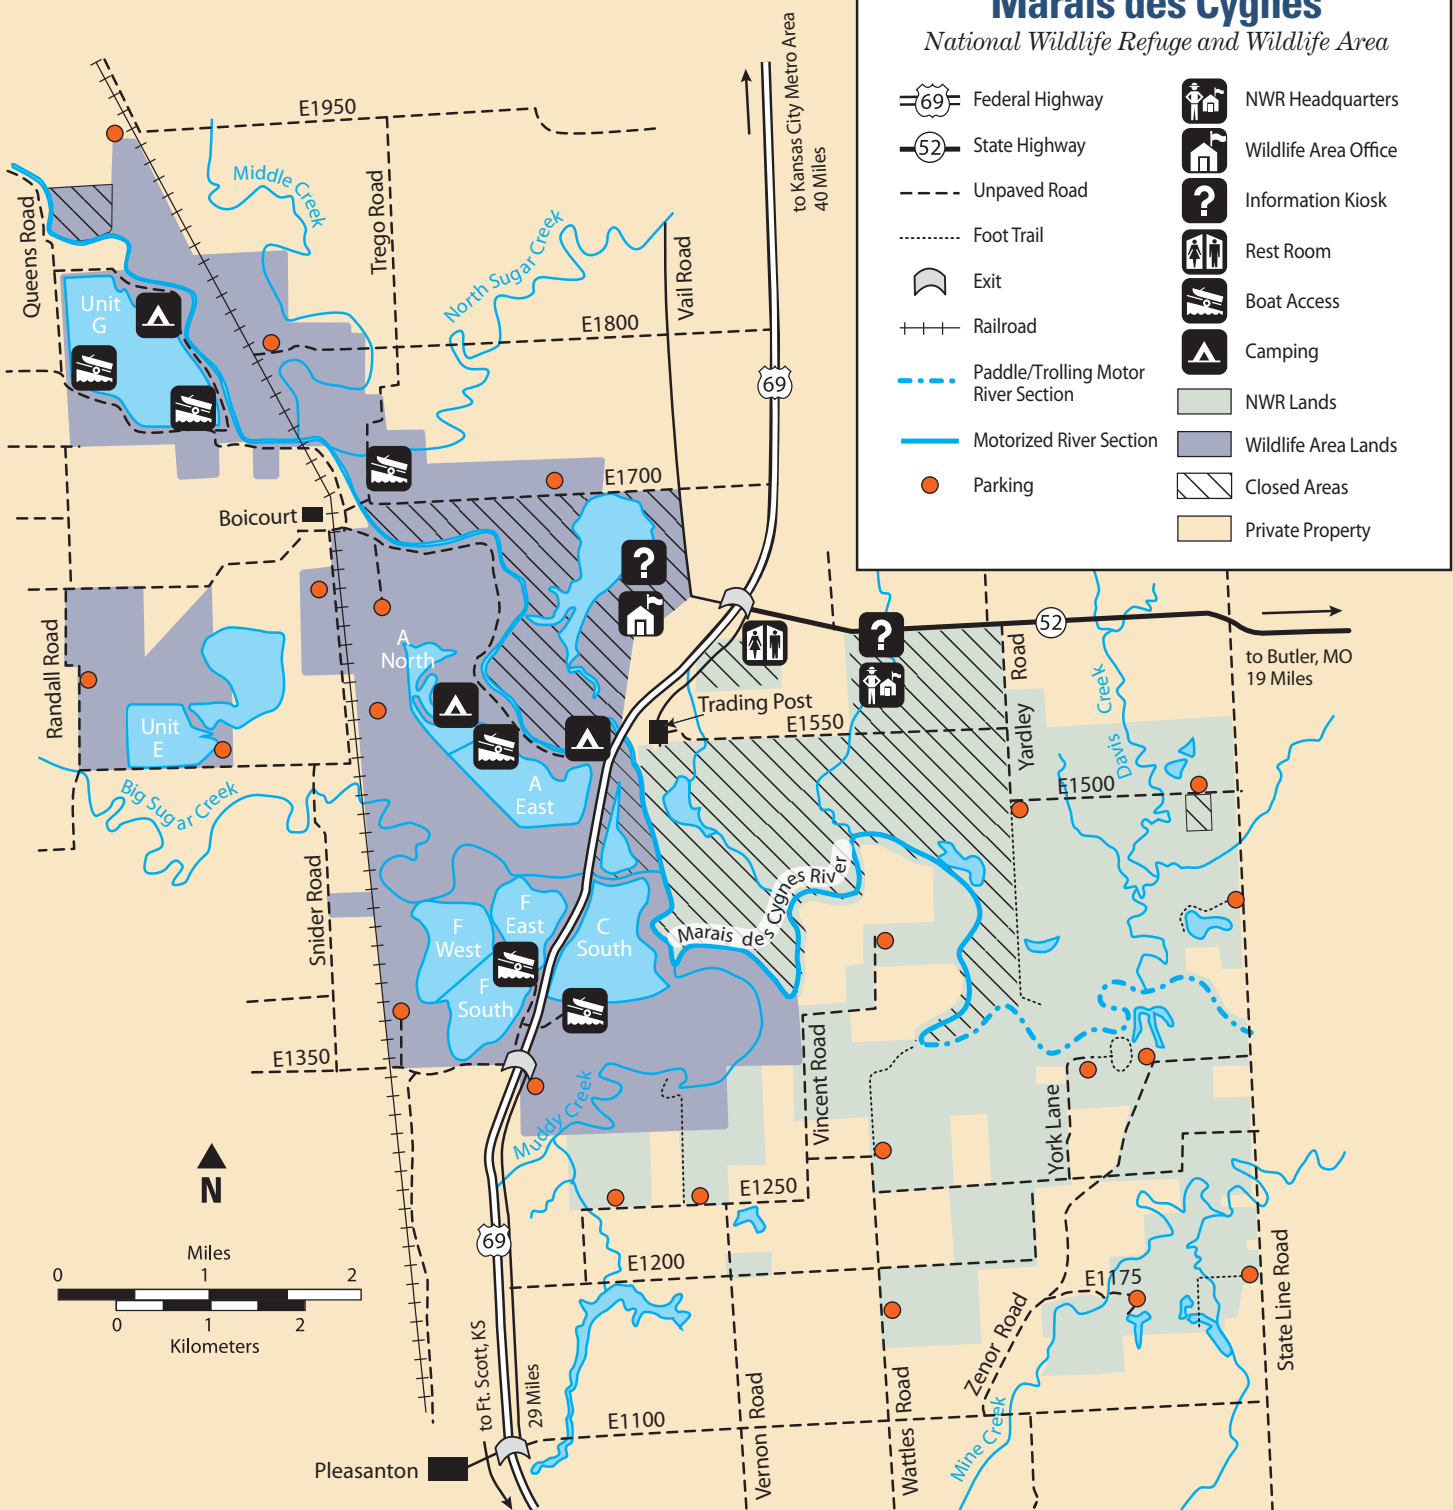 Marais des Cygnes
National Wildlife Refuge and Wildlife Area
69
Federal Highway
52
State Highway
Unpaved Road
Foot Trail
Exit
Railroad
Paddle/Trolling Motor
River Section
Motorized River Section
Parking
NWR Headquarters
Wildlife Area Office
?
Information Kiosk
Rest Room
Boat Access
Camping
NWR Lands
Wildlife Area Lands
Closed Areas
Private Property
to Kansas City Metro Area
40 Miles
E1950
Middle Creek
Trego Road
Queens Road
North Sugar Creek
Vail Road
Unit
G
E1800
69
E1700
Boicourt
?
A
North
Randall Road
Unit
E
Big Sugar Creek
Trading Post
E1550
?
52
to Butler, MO
19 Miles
Yardley Road
Davis Creek
E1500
A
East
Snider Road
F
West
F
East
C
South
F
South
Marais des Cygnes River
E1350
Vincent Road
Muddy Creek
York Lane
N
E1250
69
E1200
E1175
Miles
0 1 2
0 1 2
Kilometers
Zenor Road
State Line Road
to Ft. Scott, KS
29 Miles
E1100
Vernon Road
Wattles Road
Mine Creek
Pleasanton